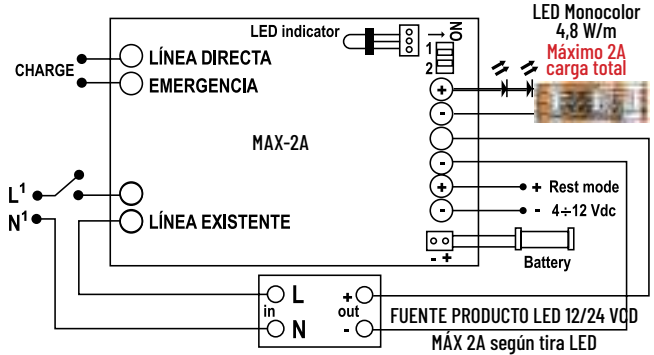 LED indicator
ON
1
2
LED Monocolor
4,8 W/m
Máximo 2A
carga total
CHARGE
LÍNEA DIRECTA
EMERGENCIA
+
-
MAX-2A
-
+
+ Rest mode
-
- 4÷12 Vdc
L1
N1
LÍNEA EXISTENTE
- +
Battery
L
+
in
out
N
-
FUENTE PRODUCTO LED 12/24 VCD
MÁX 2A según tira LED